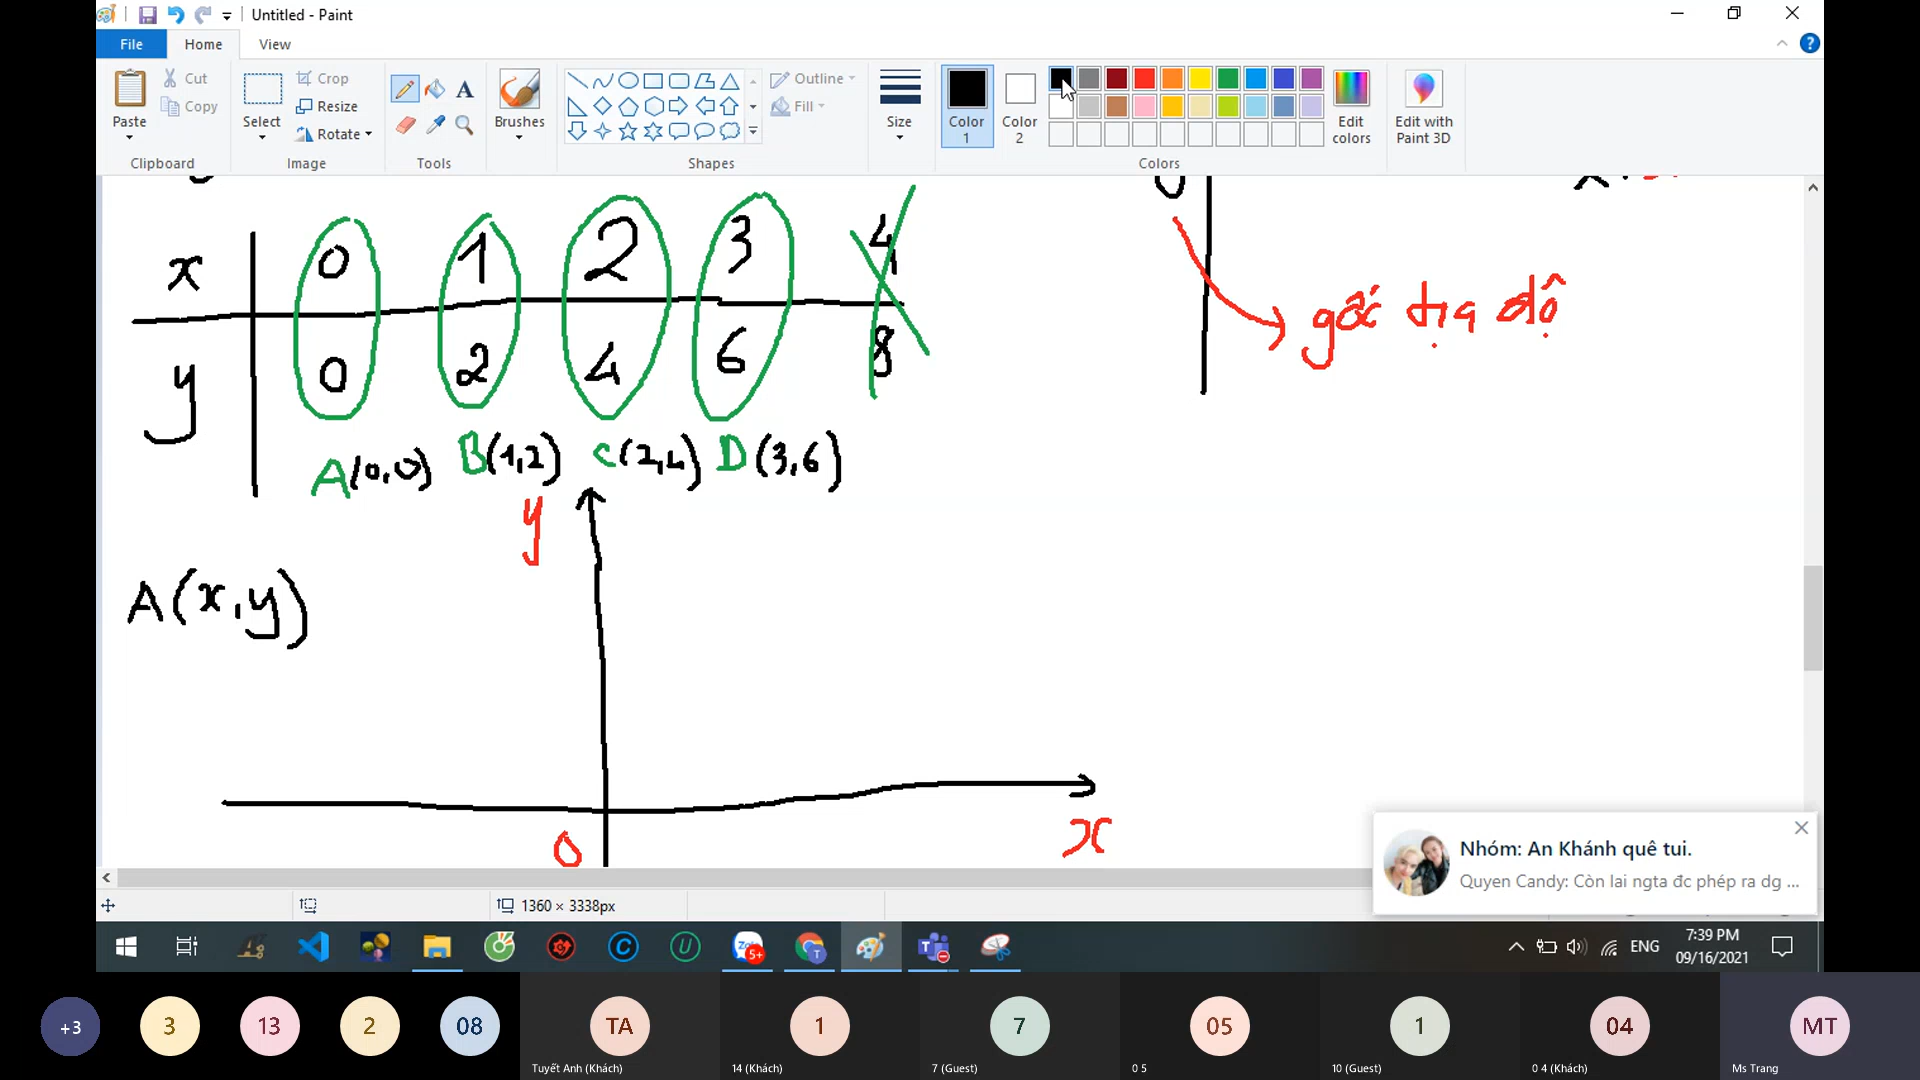 Untitled - Paint
File Home View
Paste
Cut
Copy
Clipboard
Select
Crop
Resize
Rotate
Image
A
Tools
Brushes
Outline
Fill
Shapes
Size
Color 1
Color 2
Edit colors
Colors
Edit with Paint 3D
x 0 1 2 3 4
y 0 2 4 6 8
A(0,0) B(1,2) C(2,4) D(3,6)
gốc tọa độ
y
A(x,y)
0
x
Nhóm: An Khánh quê tui.
Quyen Candy: Còn lai ngta đc phép ra dg ...
1360 × 3338px
5+
ENG
7:39 PM
09/16/2021
+3 3 13 2 08 TA 1 7 05 1 04 MT
Tuyết Anh (Khách) 14 (Khách) 7 (Guest) 0 5 10 (Guest) 0 4 (Khách) Ms Trang